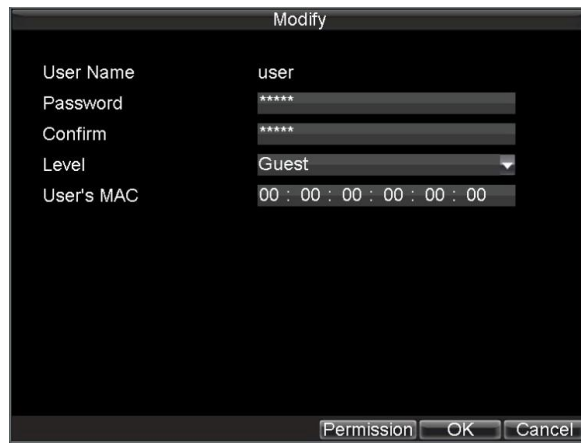 Modify
User Name user
Password *****
Confirm *****
Level Guest
User's MAC 00 : 00 : 00 : 00 : 00 : 00
Permission OK Cancel